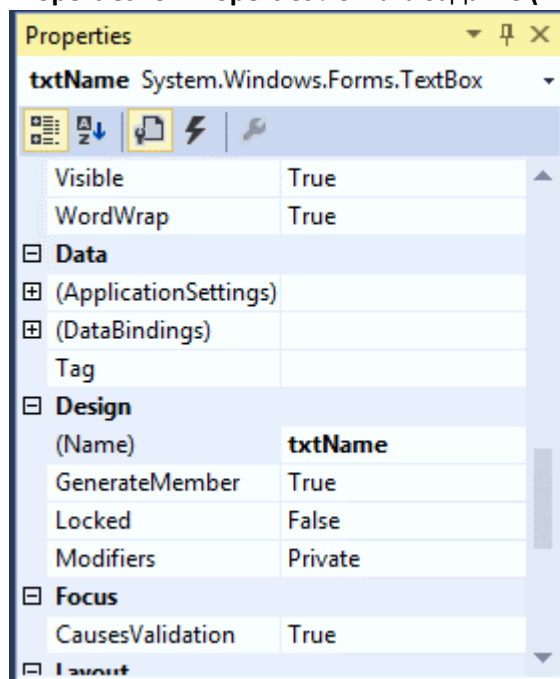 Properties
txtName System.Windows.Forms.TextBox
Visible True
WordWrap True
Data
(ApplicationSettings)
(DataBindings)
Tag
Design
(Name) txtName
GenerateMember True
Locked False
Modifiers Private
Focus
CausesValidation True
Layout